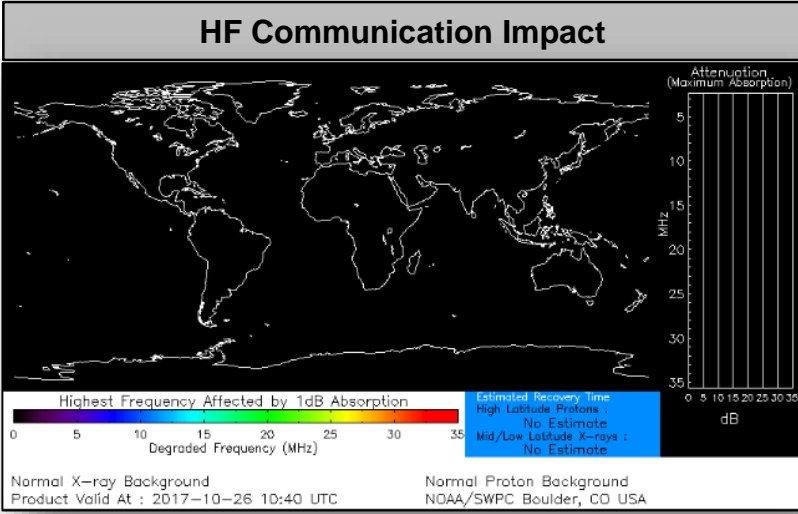 HF Communication Impact
Attenuation
(Maximum Absorption)
5
10
15
20
25
30
35
MHz
0 5 10 15 20 25 30 35
dB
Highest Frequency Affected by 1dB Absorption
0 5 10 15 20 25 30 35
Degraded Frequency (MHz)
Estimated Recovery Time
High Latitude Protons :
No Estimate
Mid/Low Latitude X-rays :
No Estimate
Normal X-ray Background
Normal Proton Background
Product Valid At : 2017-10-26 10:40 UTC
NOAA/SWPC Boulder, CO USA